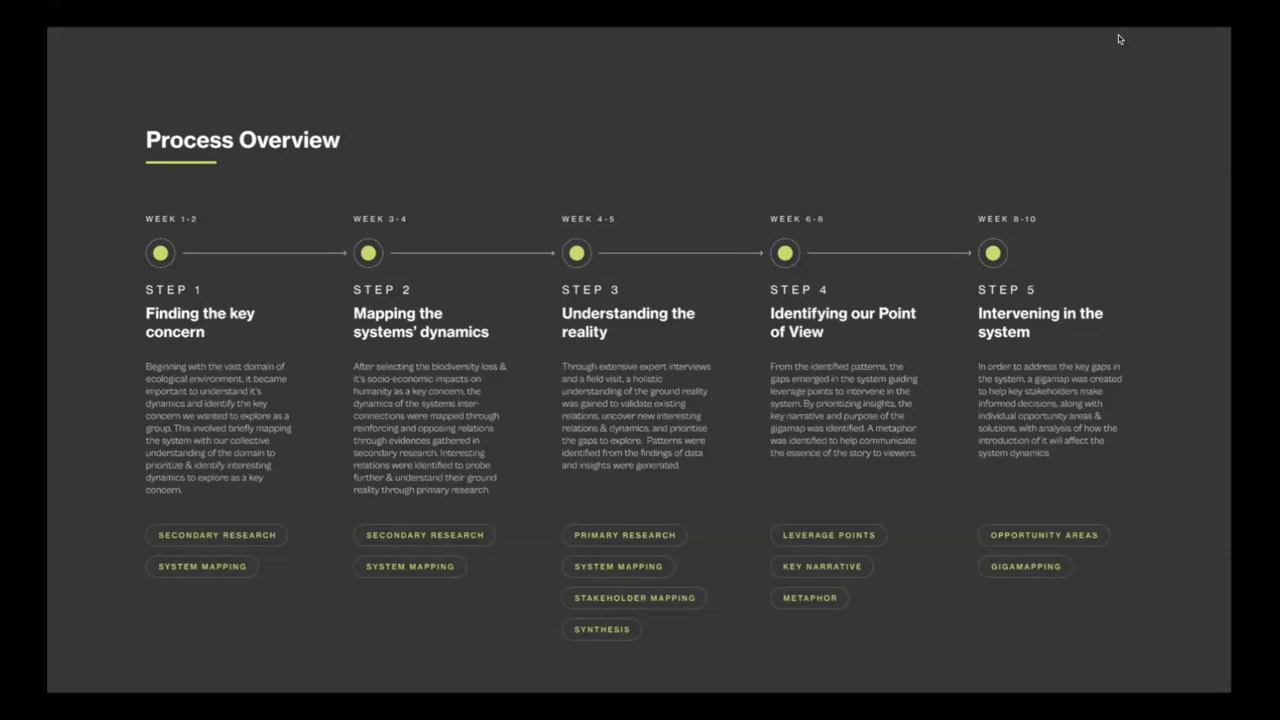 Process Overview
WEEK 1-2
WEEK 3-4
WEEK 4-5
WEEK 6-8
WEEK 8-10
STEP 1
Finding the key
concern
Beginning with the vast domain of
ecological environment, it became
important to understand it's
dynamics and identify the key
concern we wanted to explore as a
group. This involved briefly mapping
the system with our collective
understanding of the domain to
prioritize & identify interesting
dynamics to explore as a key
concern.
SECONDARY RESEARCH
SYSTEM MAPPING
STEP 2
Mapping the
systems' dynamics
After selecting the biodiversity loss &
it's socio-economic impacts on
humanity as a key concern, the
dynamics of the systems inter-
connections were mapped through
reinforcing and opposing relations
through evidences gathered in
secondary research. Interesting
relations were identified to probe
further & understand their ground
reality through primary research.
SECONDARY RESEARCH
SYSTEM MAPPING
STEP 3
Understanding the
reality
Through extensive expert interviews
and a field visit, a holistic
understanding of the ground reality
was gained to validate existing
relations, uncover new interesting
relations & dynamics, and prioritise
the gaps to explore. Patterns were
identified from the findings of data
and insights were generated.
PRIMARY RESEARCH
SYSTEM MAPPING
STAKEHOLDER MAPPING
SYNTHESIS
STEP 4
Identifying our Point
of View
From the identified patterns, the
gaps emerged in the system guiding
leverage points to intervene in the
system. By prioritizing insights, the
key narrative and purpose of the
gigamap was identified. A metaphor
was identified to help communicate
the essence of the story to viewers.
LEVERAGE POINTS
KEY NARRATIVE
METAPHOR
STEP 5
Intervening in the
system
In order to address the key gaps in
the system, a gigamap was created
to help key stakeholders make
informed decisions, along with
individual opportunity areas &
solutions, with analysis of how the
introduction of it will affect the
system dynamics
OPPORTUNITY AREAS
GIGAMAPPING